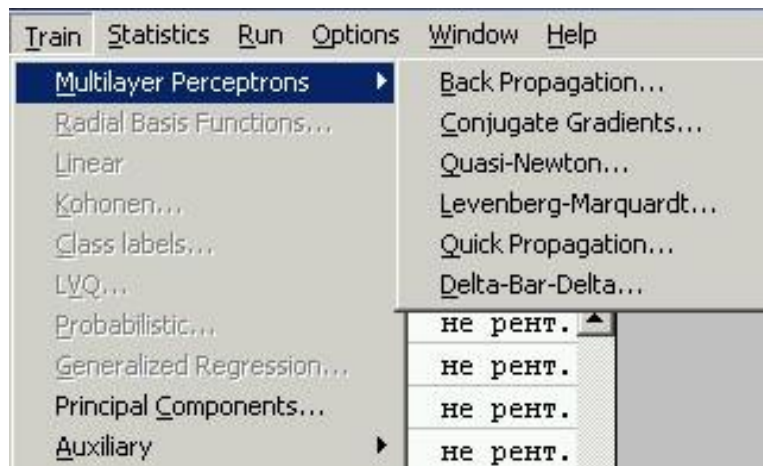 Train Statistics Run Options Window Help
Multilayer Perceptrons
Radial Basis Functions...
Linear
Kohonen...
Class labels...
LVQ...
Probabilistic...
Generalized Regression...
Principal Components...
Auxiliary
Back Propagation...
Conjugate Gradients...
Quasi-Newton...
Levenberg-Marquardt...
Quick Propagation...
Delta-Bar-Delta...
не рент.
не рент.
не рент.
не рент.